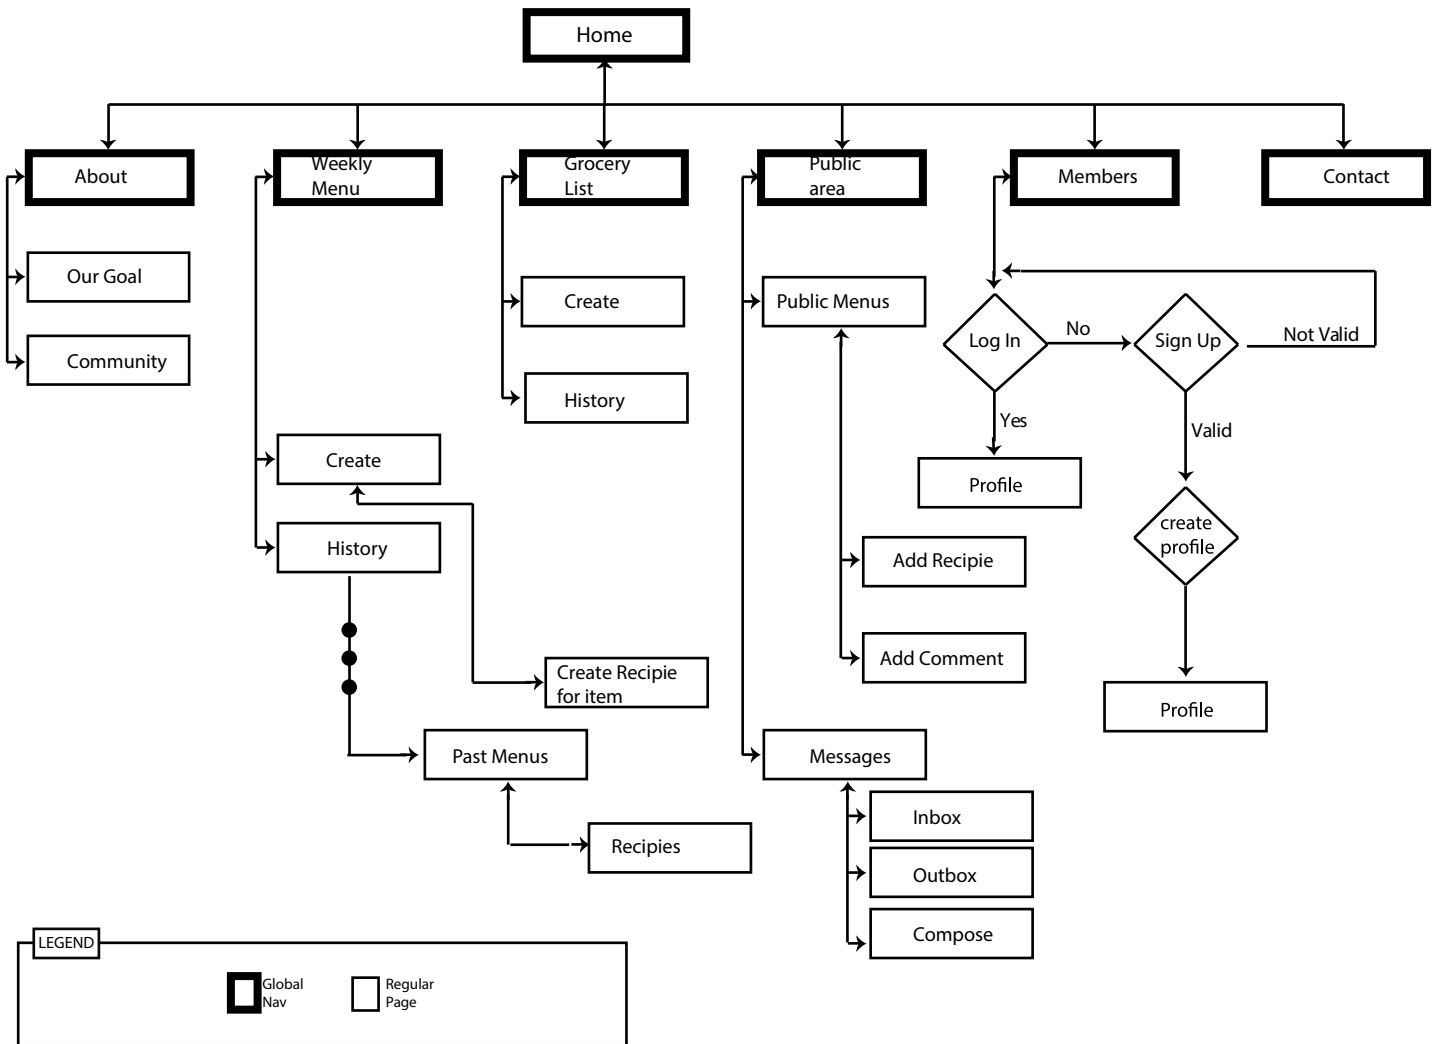 Home
About
Weekly
Menu
Grocery
List
Public
area
Members
Contact
Our Goal
Community
Create
History
Public Menus
Log In
No
Sign Up
Not Valid
Yes
Valid
Create
History
Profile
create
profile
Add Recipie
Add Comment
Create Recipie
for item
Profile
Past Menus
Messages
Recipies
Inbox
Outbox
Compose
LEGEND
Global
Nav
Regular
Page